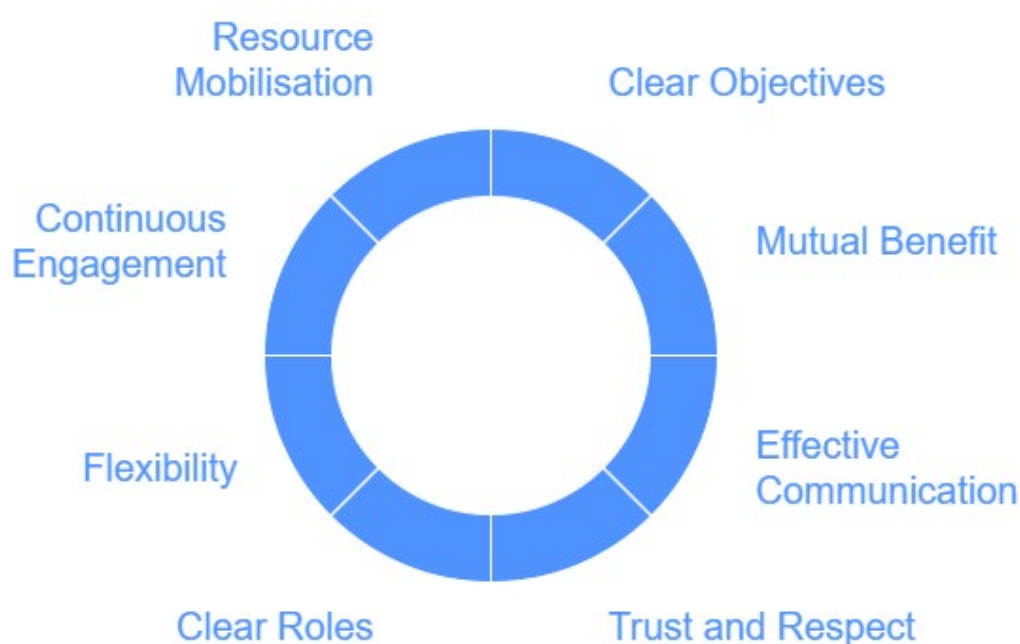 Resource
Mobilisation
Clear Objectives
Continuous
Engagement
Mutual Benefit
Flexibility
Effective
Communication
Clear Roles
Trust and Respect